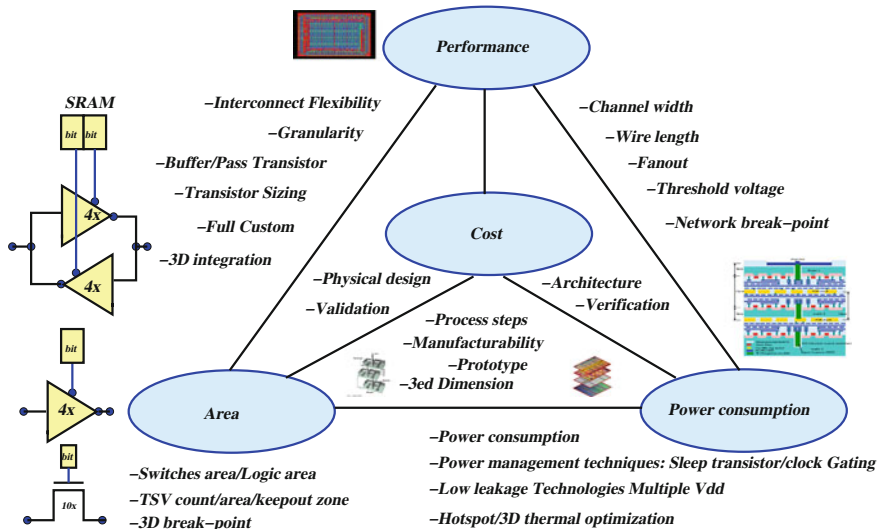 Performance
SRAM
bit bit
4x
4x
bit
4x
bit
10x
−Interconnect Flexibility
−Granularity
−Buffer/Pass Transistor
−Transistor Sizing
−Full Custom
−3D integration
−Channel width
−Wire length
−Fanout
−Threshold voltage
−Network break−point
Cost
−Physical design
−Validation
−Architecture
−Verification
−Process steps
−Manufacturability
−Prototype
−3ed Dimension
Area
Power consumption
−Switches area/Logic area
−TSV count/area/keepout zone
−3D break−point
−Power consumption
−Power management techniques: Sleep transistor/clock Gating
−Low leakage Technologies Multiple Vdd
−Hotspot/3D thermal optimization